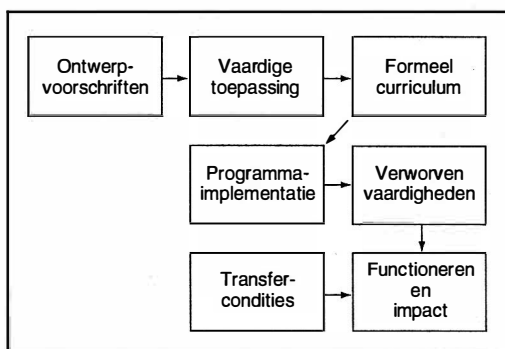 Ontwerp-
voorschriften
Vaardige
toepassing
Formeel
curriculum
Programma-
implementatie
Verworven
vaardigheden
Transfer-
condities
Functioneren
en
impact